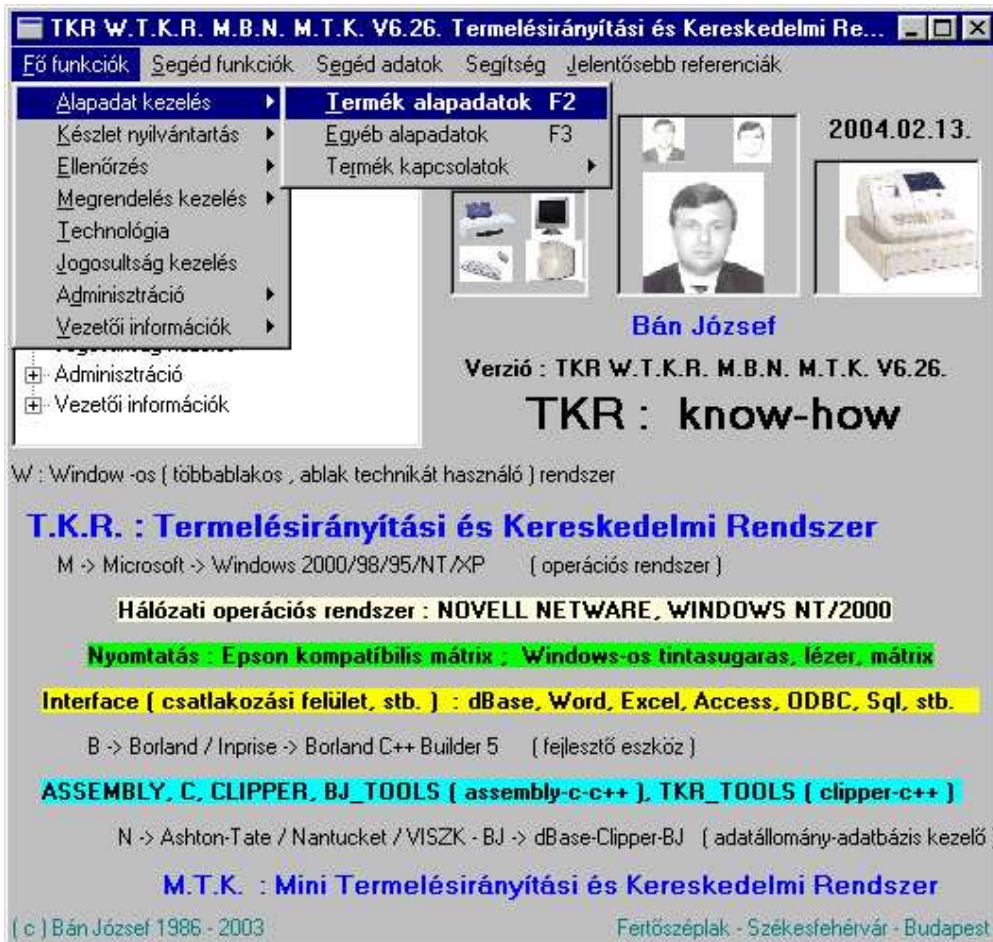 TKR W.T.K.R. M.B.N. M.T.K. V6.26. Termelésirányítási és Kereskedelmi Re...
Fő funkciók Segéd funkciók Segéd adatok Segítség Jelentősebb referenciák
Alapadat kezelés
Készlet nyilvántartás
Ellenőrzés
Megrendelés kezelés
Technológia
Jogosultság kezelés
Adminisztráció
Vezetői információk
Termék alapadatok F2
Egyéb alapadatok F3
Termék kapcsolatok
2004.02.13.
Adminisztráció
Vezetői információk
Bán József
Verzió : TKR W.T.K.R. M.B.N. M.T.K. V6.26.
TKR : know-how
W : Window -os ( többablakos , ablak technikát használó ) rendszer
T.K.R. : Termelésirányítási és Kereskedelmi Rendszer
M -> Microsoft -> Windows 2000/98/95/NT/XP ( operációs rendszer )
Hálózati operációs rendszer : NOVELL NETWARE, WINDOWS NT/2000
Nyomtatás : Epson kompatíbilis mátrix ; Windows-os tintasugaras, lézer, mátrix
Interface ( csatlakozási felület, stb. ) : dBase, Word, Excel, Access, ODBC, Sql, stb.
B -> Borland / Inprise -> Borland C++ Builder 5 ( fejlesztő eszköz )
ASSEMBLY, C, CLIPPER, BJ_TOOLS ( assembly-c-c++ ), TKR_TOOLS ( clipper-c++ )
N -> Ashton-Tate / Nantucket / VISZK - BJ -> dBase-Clipper-BJ ( adatállomány-adatbázis kezelő )
M.T.K. : Mini Termelésirányítási és Kereskedelmi Rendszer
( c ) Bán József 1986 - 2003
Fertőszéplak - Székesfehérvár - Budapest